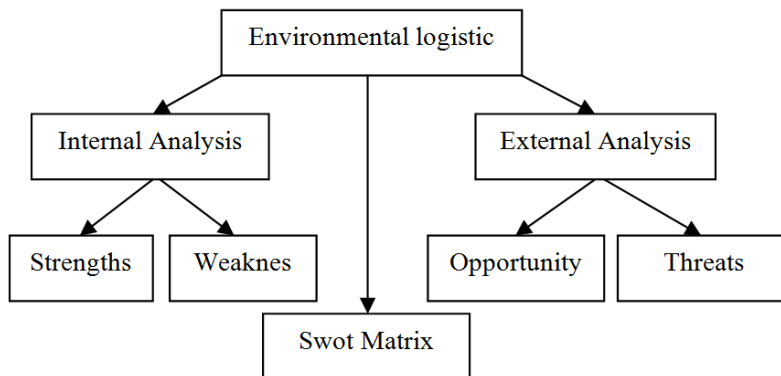 Environmental logistic
Internal Analysis
External Analysis
Strengths
Weaknes
Opportunity
Threats
Swot Matrix